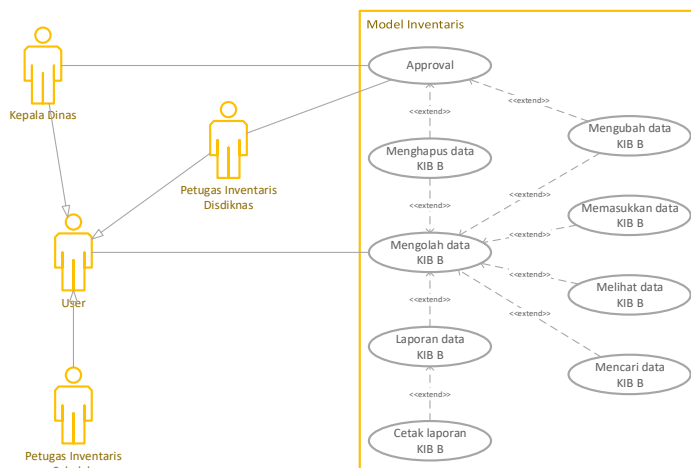 Model Inventaris
Approval
Kepala Dinas
<<extend>>
<<extend>>
Mengubah data
KIB B
Menghapus data
KIB B
Petugas Inventaris
Disdiknas
<<extend>>
<<extend>>
Memasukkan data
KIB B
<<extend>>
Mengolah data
KIB B
User
<<extend>>
Melihat data
KIB B
<<extend>>
<<extend>>
Laporan data
KIB B
Mencari data
KIB B
<<extend>>
Cetak laporan
KIB B
Petugas Inventaris